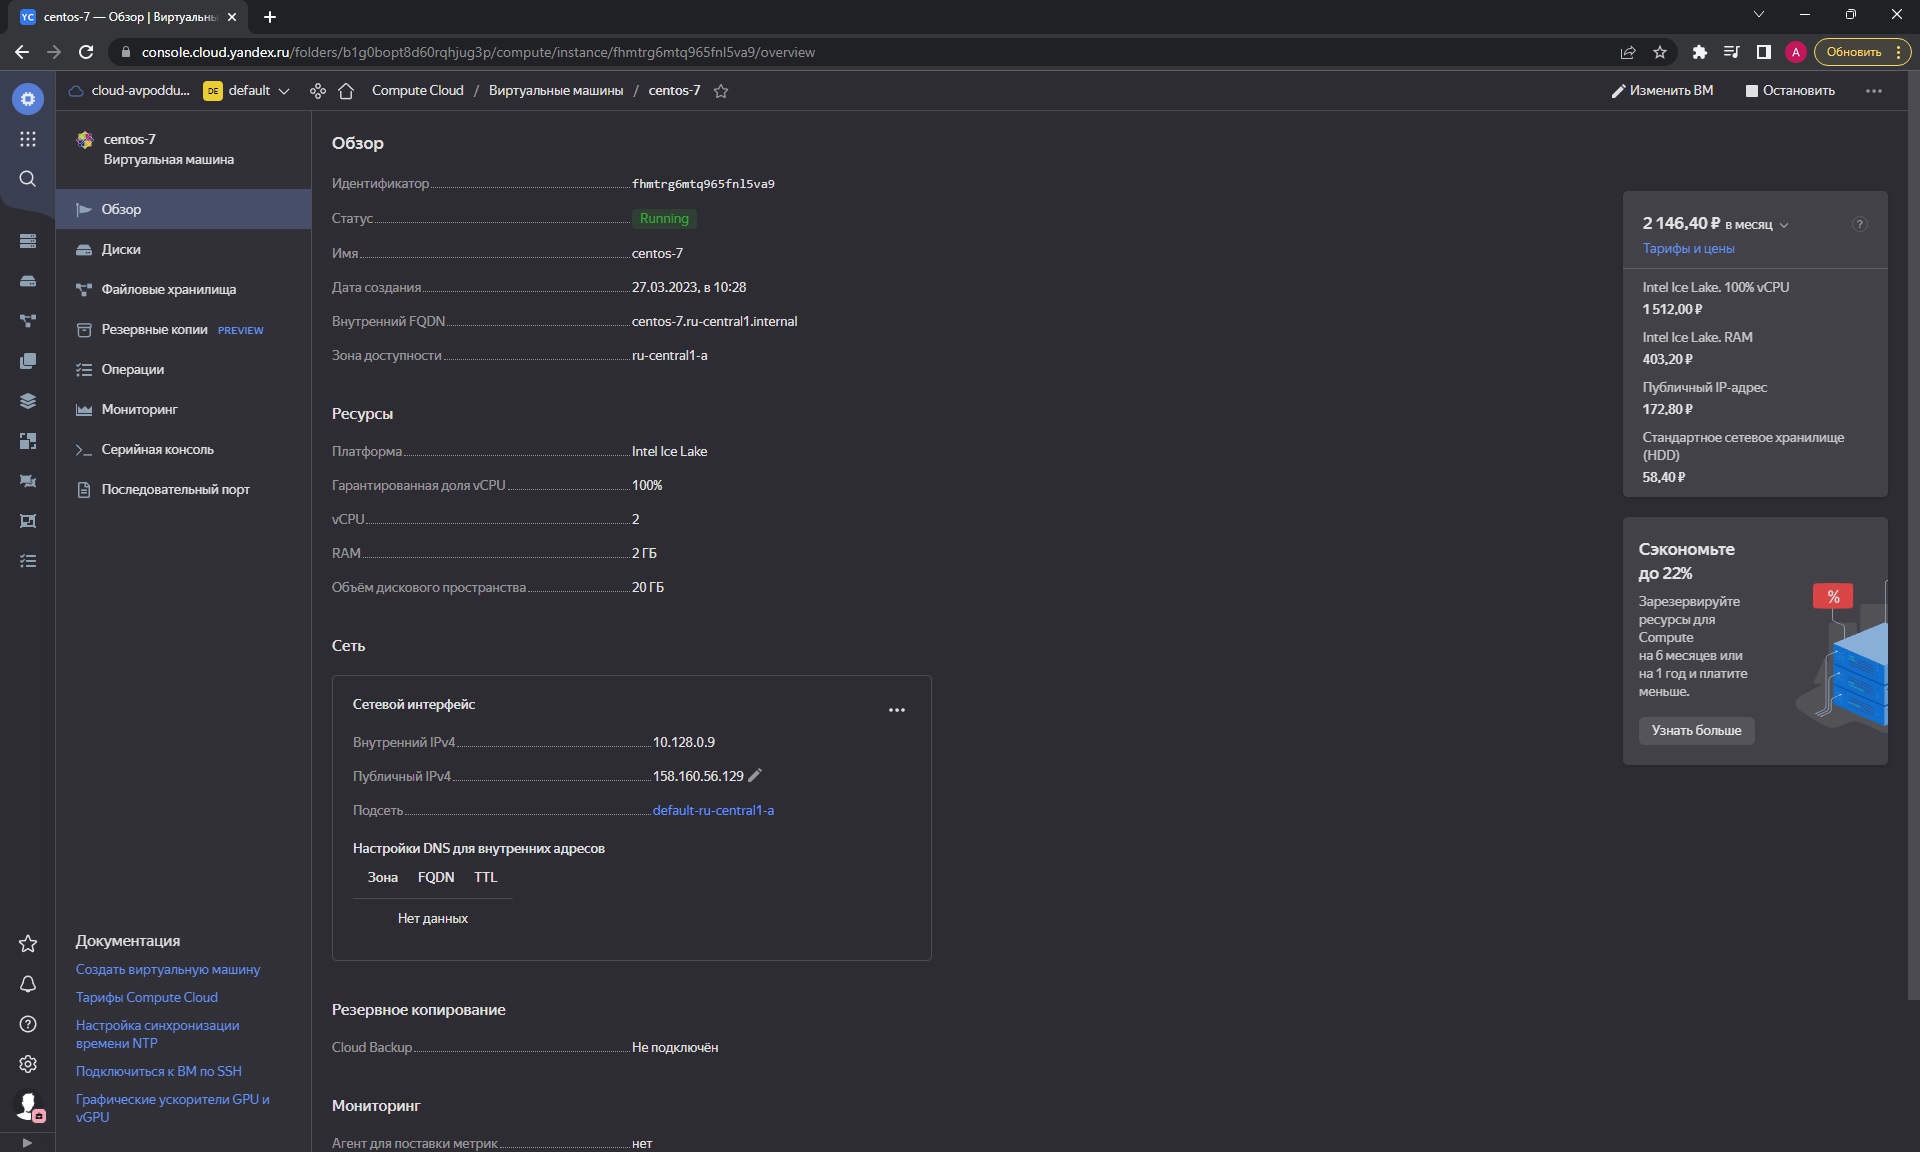 centos-7 — Обзор | Виртуальн
console.cloud.yandex.ru/folders/b1g0bopt8d60rqhjug3p/compute/instance/fhmtrg6mtq965fnl5va9/overview
A
Обновить
cloud-avpoddu...
DE
default
Compute Cloud / Виртуальные машины / centos-7
Изменить ВМ
Остановить
centos-7
Виртуальная машина
Обзор
Диски
Файловые хранилища
Резервные копии PREVIEW
Операции
Мониторинг
Серийная консоль
Последовательный порт
Документация
Создать виртуальную машину
Тарифы Compute Cloud
Настройка синхронизации
времени NTP
Подключиться к ВМ по SSH
Графические ускорители GPU и
vGPU
Обзор
Идентификатор fhmtrg6mtq965fnl5va9
Статус Running
Имя centos-7
Дата создания 27.03.2023, в 10:28
Внутренний FQDN centos-7.ru-central1.internal
Зона доступности ru-central1-a
Ресурсы
Платформа Intel Ice Lake
Гарантированная доля vCPU 100%
vCPU 2
RAM 2 ГБ
Объём дискового пространства 20 ГБ
Сеть
Сетевой интерфейс
Внутренний IPv4 10.128.0.9
Публичный IPv4 158.160.56.129
Подсеть default-ru-central1-a
Настройки DNS для внутренних адресов
Зона FQDN TTL
Нет данных
Резервное копирование
Cloud Backup Не подключён
Мониторинг
Агент для поставки метрик нет
2 146,40 ₽ в месяц
?
Тарифы и цены
Intel Ice Lake. 100% vCPU
1 512,00 ₽
Intel Ice Lake. RAM
403,20 ₽
Публичный IP-адрес
172,80 ₽
Стандартное сетевое хранилище
(HDD)
58,40 ₽
Сэкономьте
до 22%
Зарезервируйте
ресурсы для
Compute
на 6 месяцев или
на 1 год и платите
меньше.
%
Узнать больше